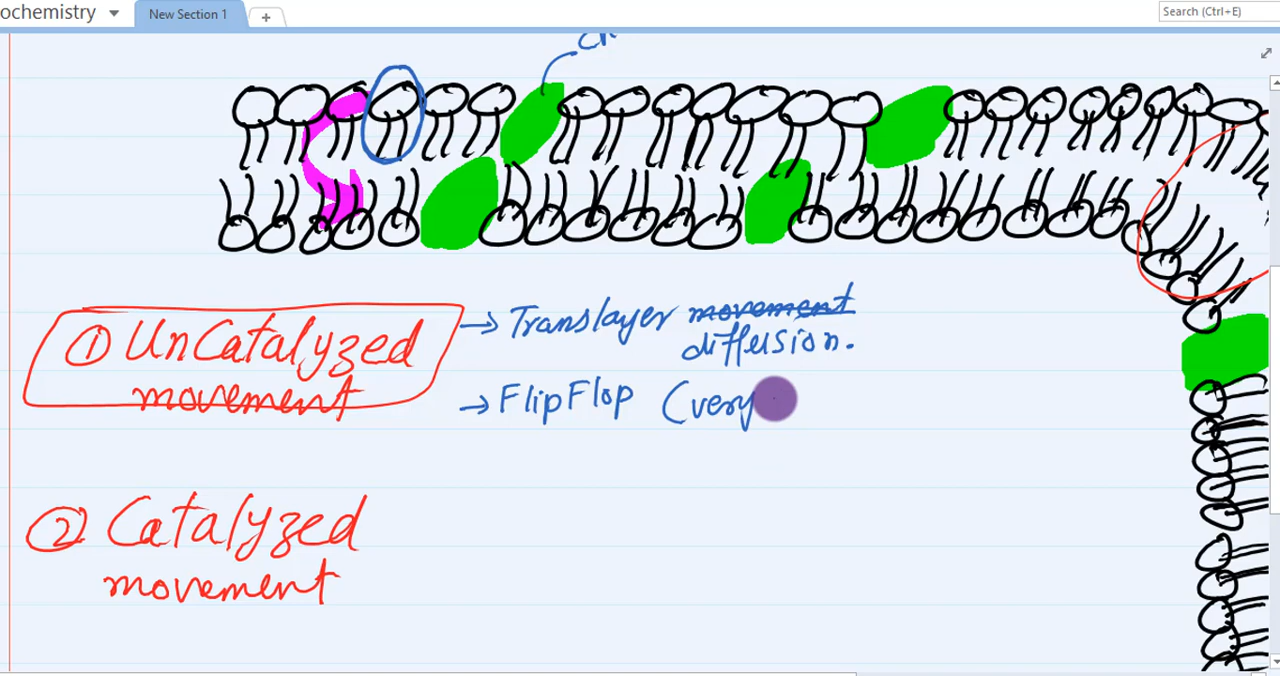 ochemistry
New Section 1
+
Search (Ctrl+E)
① UnCatalyzed
movement
→ Translayer movement
diffusion.
→ FlipFlop (very
② Catalyzed
movement